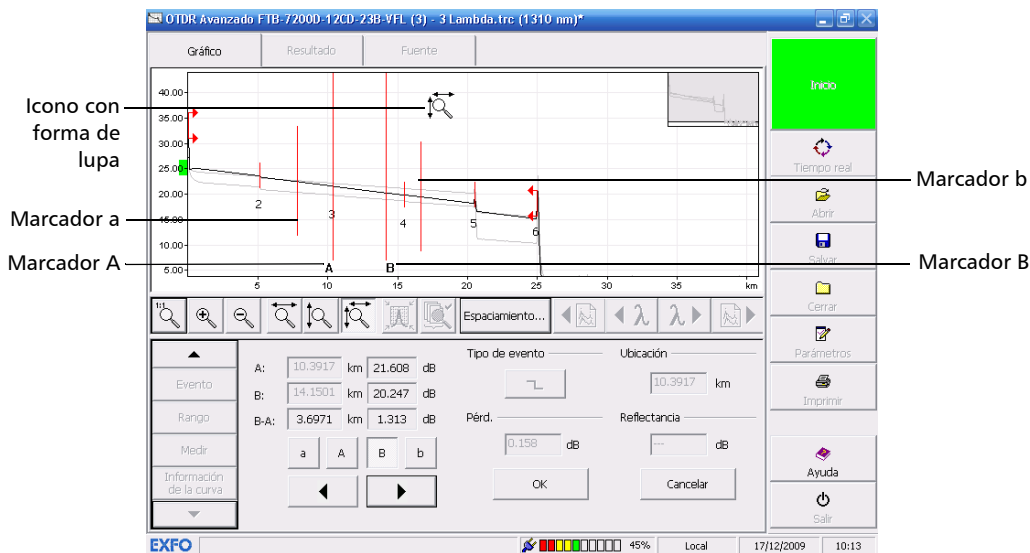 OTDR Avanzado FTB-7200D-12CD-23B-VFL (3) - 3 Lambda.trc (1310 nm)*
Gráfico Resultado Fuente
Inicio
Tiempo real
Abrir
Salvar
Cerrar
Parámetros
Imprimir
Ayuda
Salir
Icono con
forma de
lupa
Marcador a
Marcador A
Marcador b
Marcador B
40.00
35.00
30.00
25.00
20.00
15.00
10.00
5.00
2 3 4 5 6
A B
5 10 15 20 25 30 35 km
1:1 Espaciamiento... λ λ
Evento
Rango
Medir
Información
de la curva
A: 10.3917 km 21.608 dB
B: 14.1501 km 20.247 dB
B-A: 3.6971 km 1.313 dB
a A B b
Tipo de evento
Ubicación
10.3917 km
Pérd.
0.158 dB
Reflectancia
--- dB
OK Cancelar
EXFO 45% Local 17/12/2009 10:13